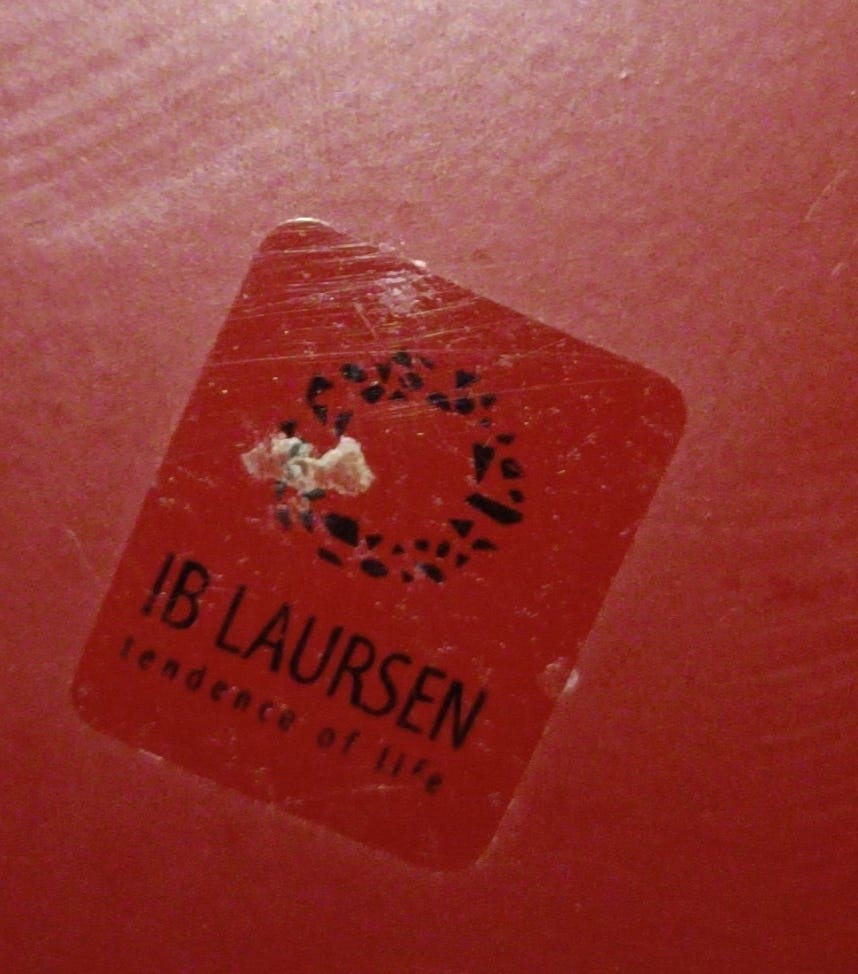 IB LAURSEN
tendence of life